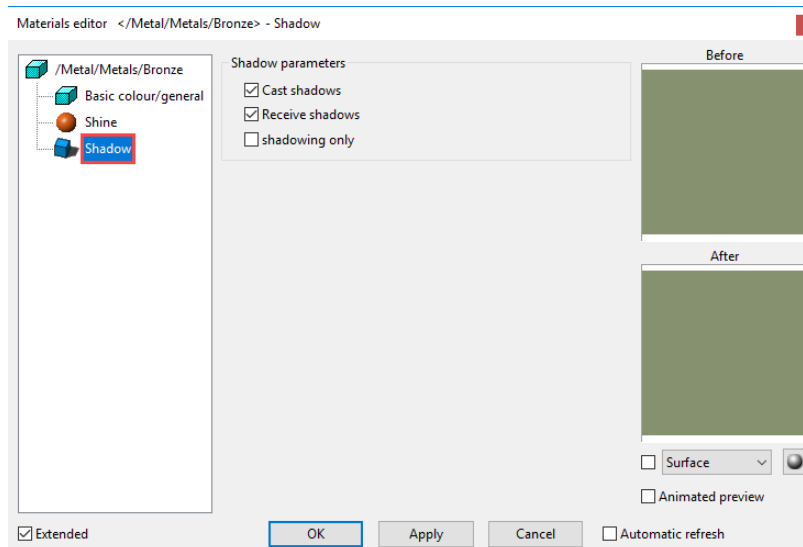 Materials editor </Metal/Metals/Bronze> - Shadow
/Metal/Metals/Bronze
Basic colour/general
Shine
Shadow
Shadow parameters
Cast shadows
Receive shadows
shadowing only
Before
After
Surface
Animated preview
Extended
OK
Apply
Cancel
Automatic refresh